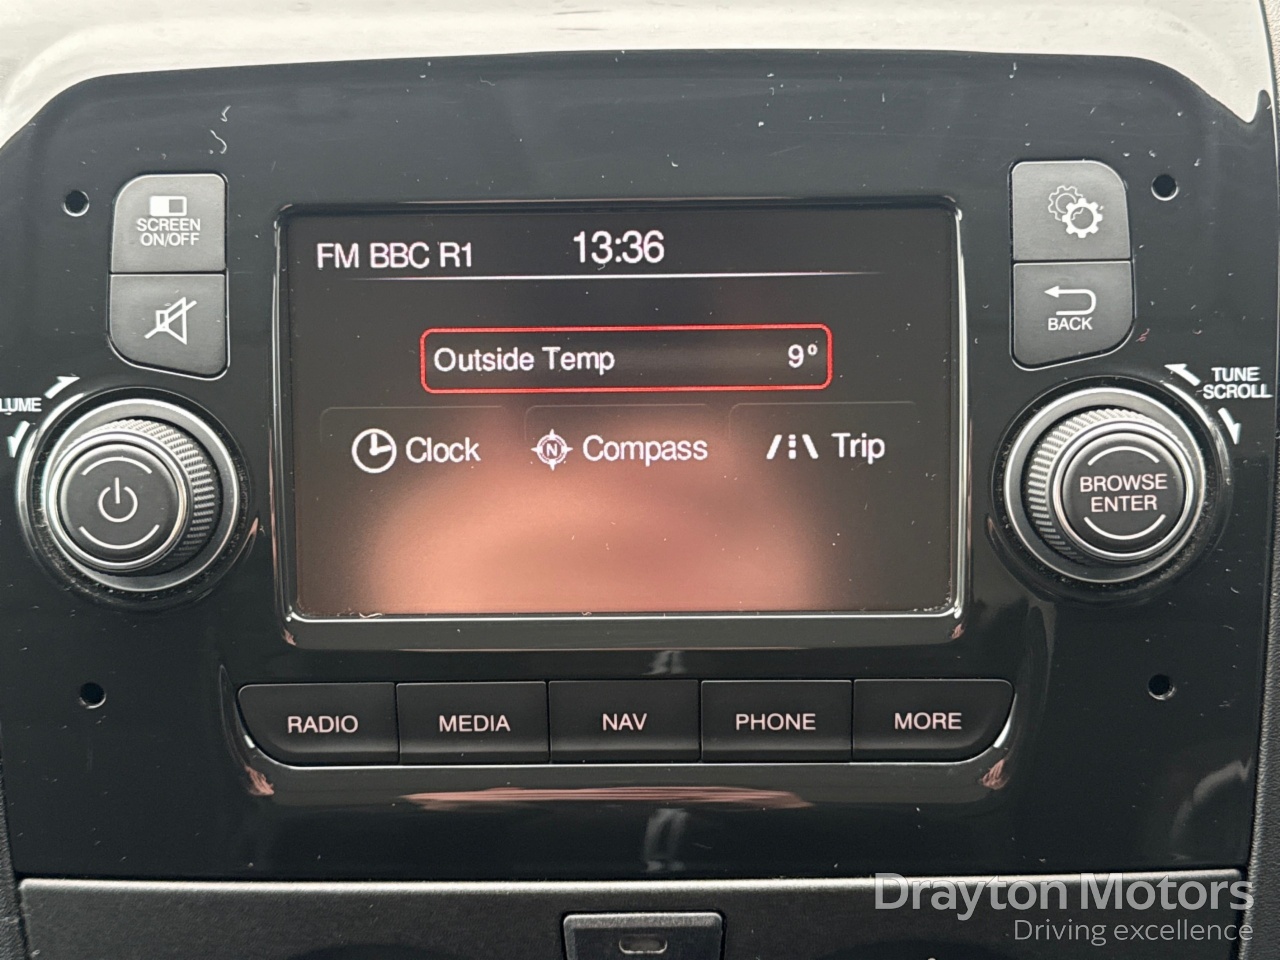 SCREEN
ON/OFF
FM BBC R1
13:36
Outside Temp 9°
Clock
N
Compass
Trip
BACK
LUME
TUNE
SCROLL
BROWSE
ENTER
RADIO
MEDIA
NAV
PHONE
MORE
Drayton Motors
Driving excellence